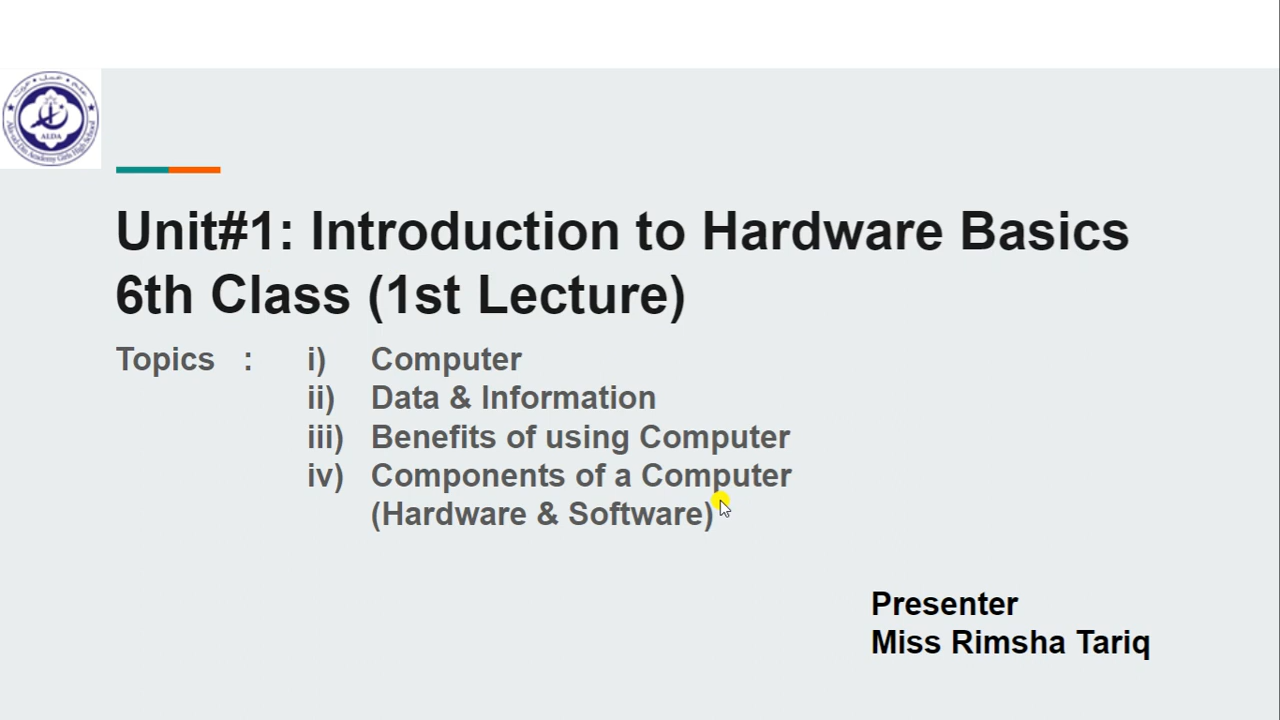 ALDA
Unit#1: Introduction to Hardware Basics
6th Class (1st Lecture)
Topics : i) Computer
ii) Data & Information
iii) Benefits of using Computer
iv) Components of a Computer
(Hardware & Software)
Presenter
Miss Rimsha Tariq